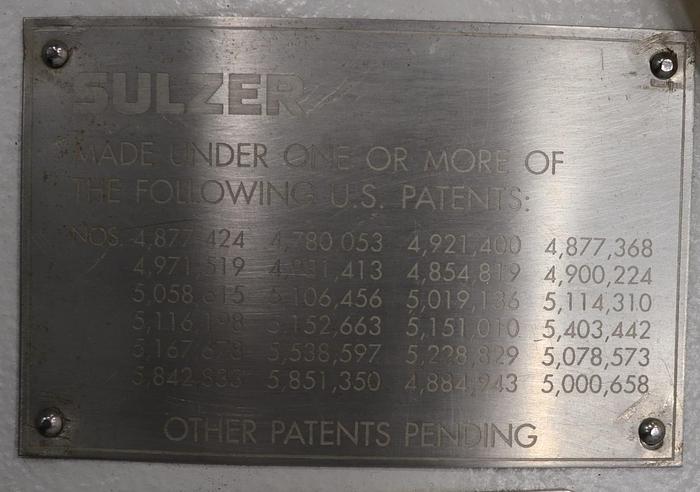 SULZER
MADE UNDER ONE OR MORE OF
THE FOLLOWING U.S. PATENTS:
NOS. 4,877,424 4,780,053 4,921,400 4,877,368
4,971,519 4,854,819 4,900,224
5,106,456 5,019,136 5,114,310
5,116,198 5,152,663 5,151,010 5,403,442
5,538,597 5,228,829 5,078,573
5,851,350 4,884,943 5,000,658
OTHER PATENTS PENDING